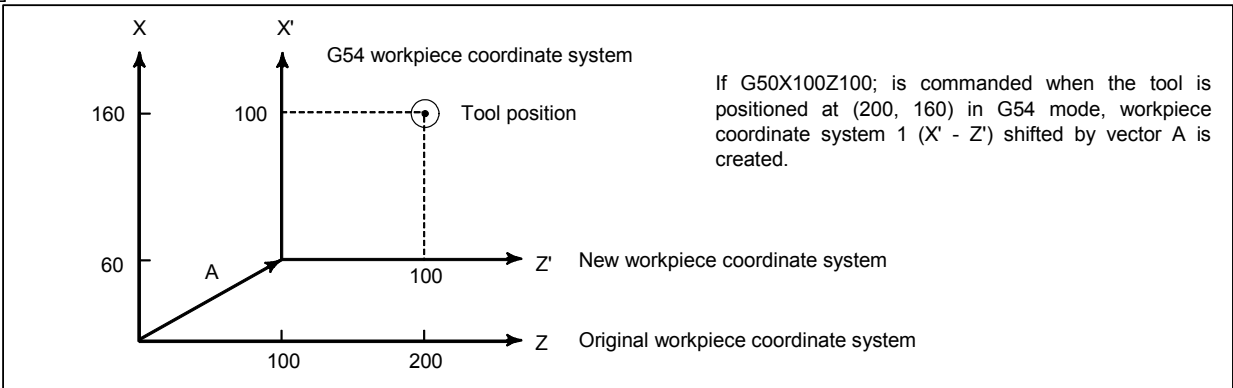 X X'
G54 workpiece coordinate system
If G50X100Z100; is commanded when the tool is
positioned at (200, 160) in G54 mode, workpiece
coordinate system 1 (X' - Z') shifted by vector A is
created.
160 100 Tool position
60 A 100 Z' New workpiece coordinate system
Z Original workpiece coordinate system
100 200